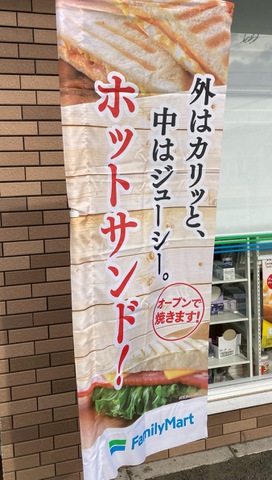 外はカリッと、
中はジューシー。
ホットサンド!
オープンで
焼きます!
FamilyMart